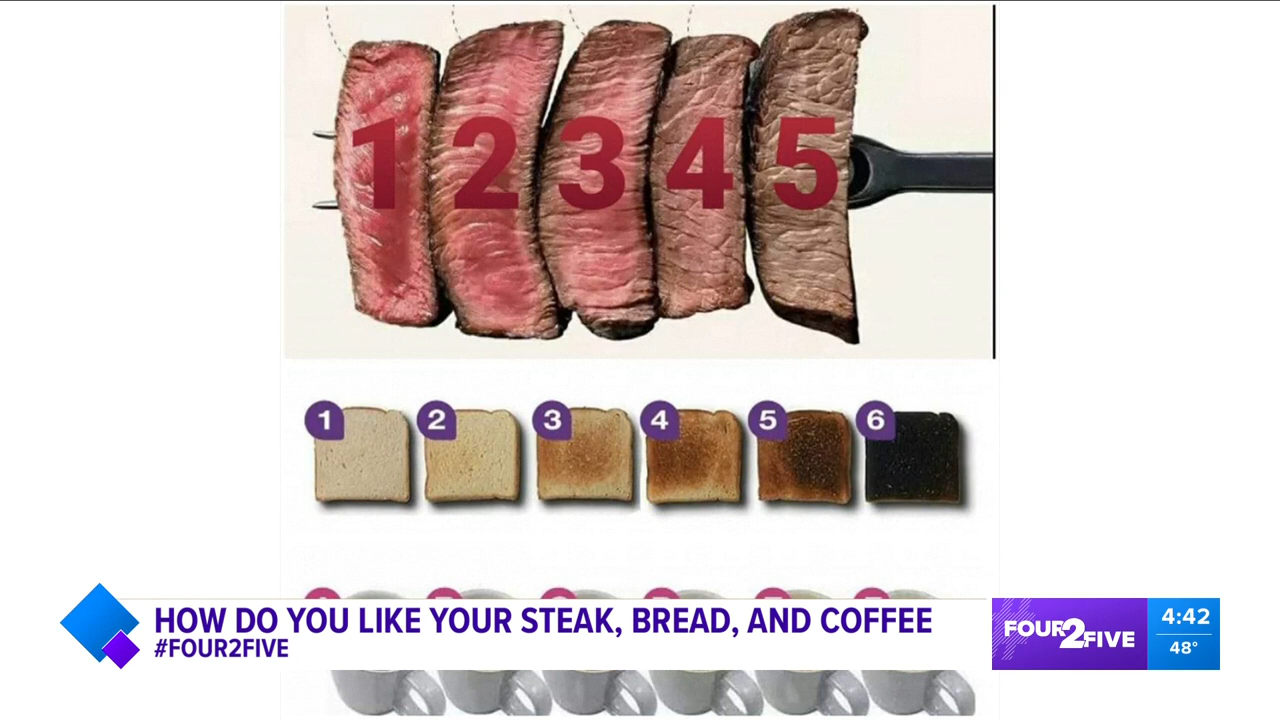 1 2 3 4 5
1 2 3 4 5 6
HOW DO YOU LIKE YOUR STEAK, BREAD, AND COFFEE
#FOUR2FIVE
FOUR2FIVE
4:42
48°